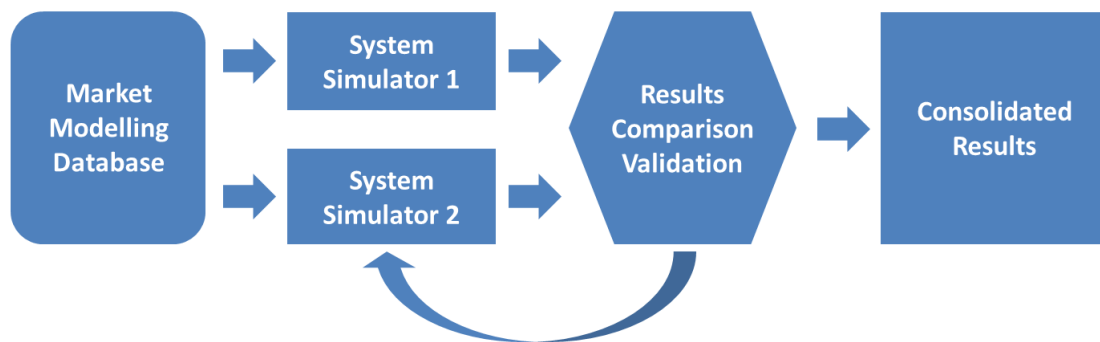 Market
Modelling
Database
System
Simulator 1
System
Simulator 2
Results
Comparison
Validation
Consolidated
Results